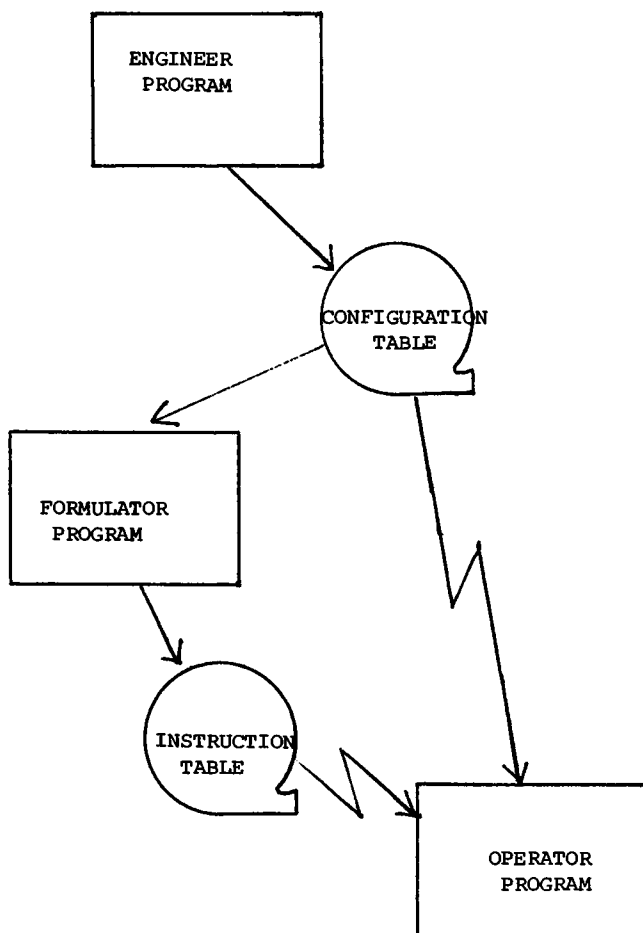 ENGINEER
PROGRAM
CONFIGURATION
TABLE
FORMULATOR
PROGRAM
INSTRUCTION
TABLE
OPERATOR
PROGRAM